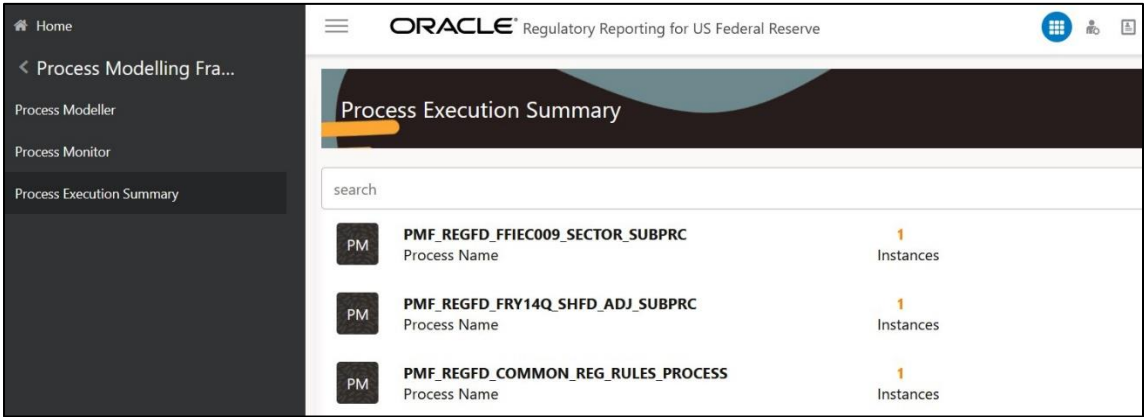 Home
Process Modelling Fra...
Process Modeller
Process Monitor
Process Execution Summary
ORACLE® Regulatory Reporting for US Federal Reserve
Process Execution Summary
search
PM
PMF_REGFD_FFIEC009_SECTOR_SUBPRC
Process Name
1
Instances
PM
PMF_REGFD_FRY14Q_SHFD_ADJ_SUBPRC
Process Name
1
Instances
PM
PMF_REGFD_COMMON_REG_RULES_PROCESS
Process Name
1
Instances